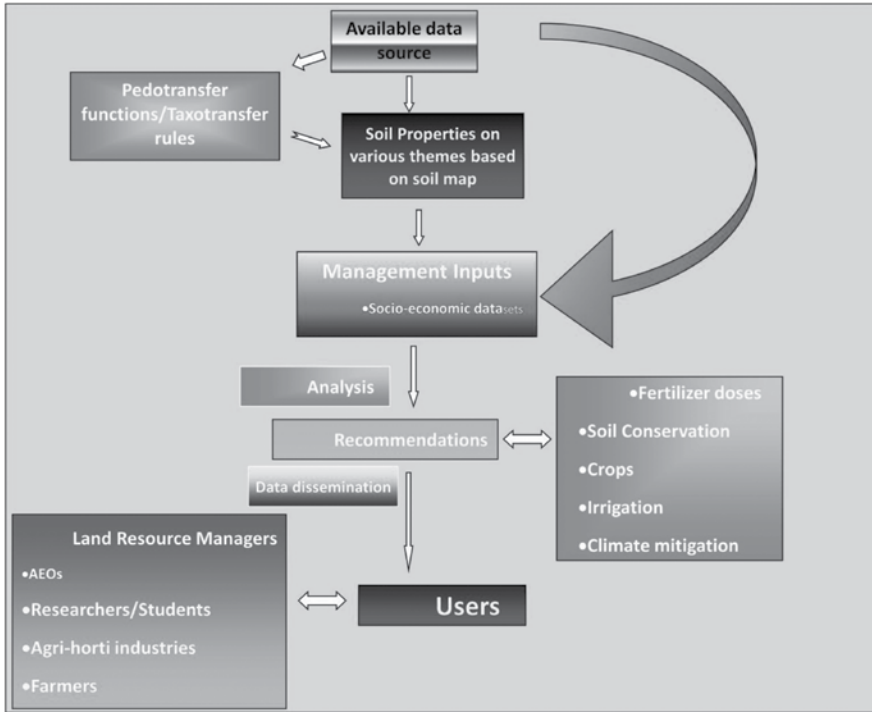 Available data
source
Pedotransfer
functions/Taxotransfer
rules
Soil Properties on
various themes based
on soil map
Management Inputs
•Socio-economic datasets
Analysis
Recommendations
•Fertilizer doses
•Soil Conservation
•Crops
•Irrigation
•Climate mitigation
Data dissemination
Land Resource Managers
•AEOs
•Researchers/Students
•Agri-horti industries
•Farmers
Users